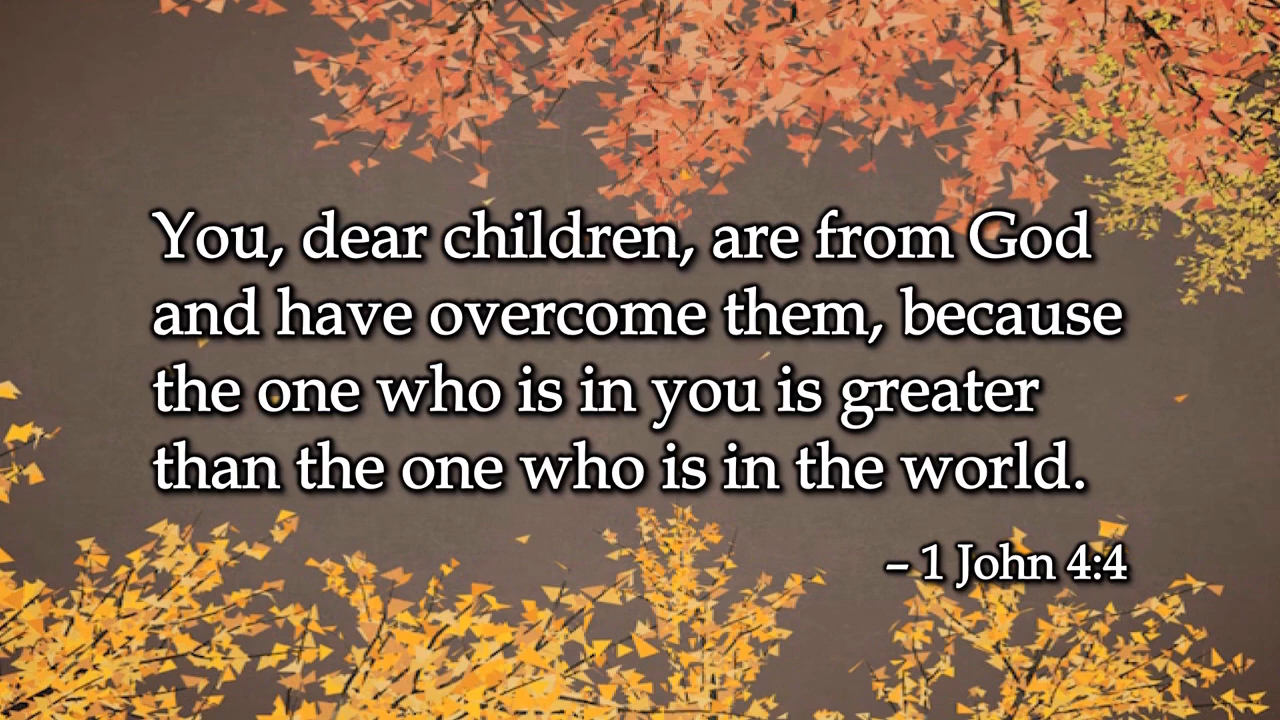 You, dear children, are from God
and have overcome them, because
the one who is in you is greater
than the one who is in the world.
– 1 John 4:4